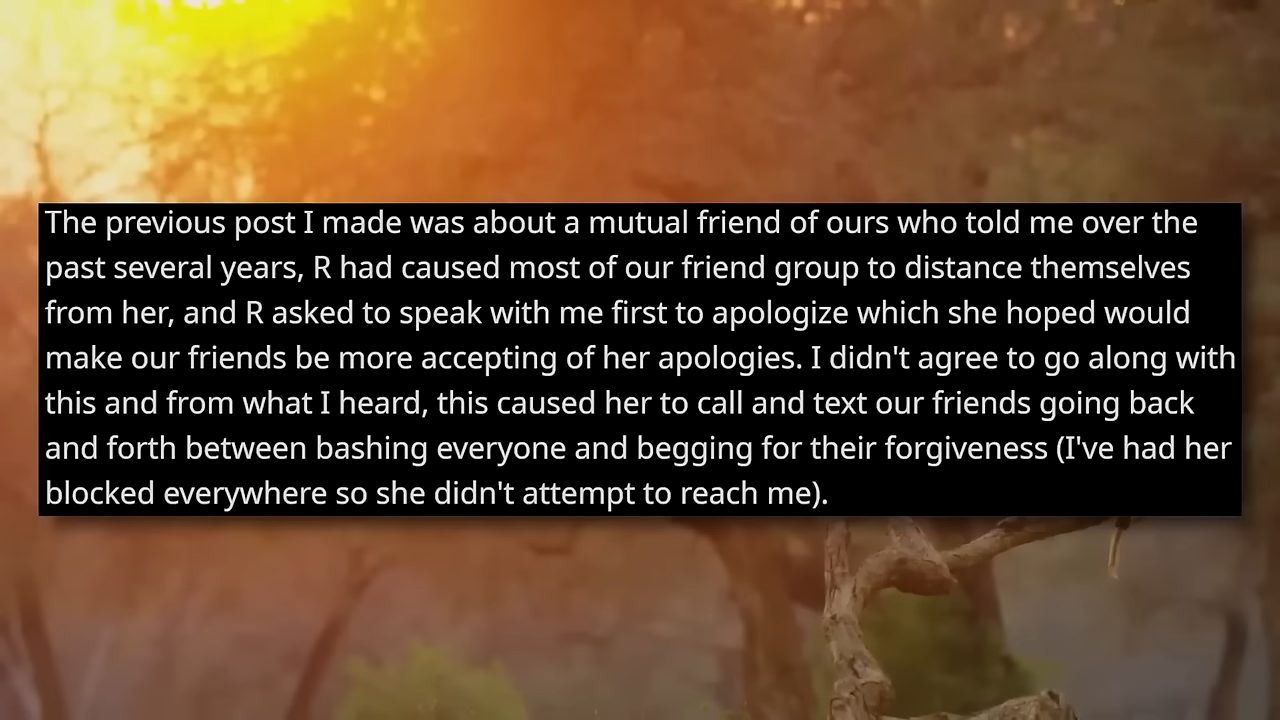 The previous post I made was about a mutual friend of ours who told me over the
past several years, R had caused most of our friend group to distance themselves
from her, and R asked to speak with me first to apologize which she hoped would
make our friends be more accepting of her apologies. I didn't agree to go along with
this and from what I heard, this caused her to call and text our friends going back
and forth between bashing everyone and begging for their forgiveness (I've had her
blocked everywhere so she didn't attempt to reach me).